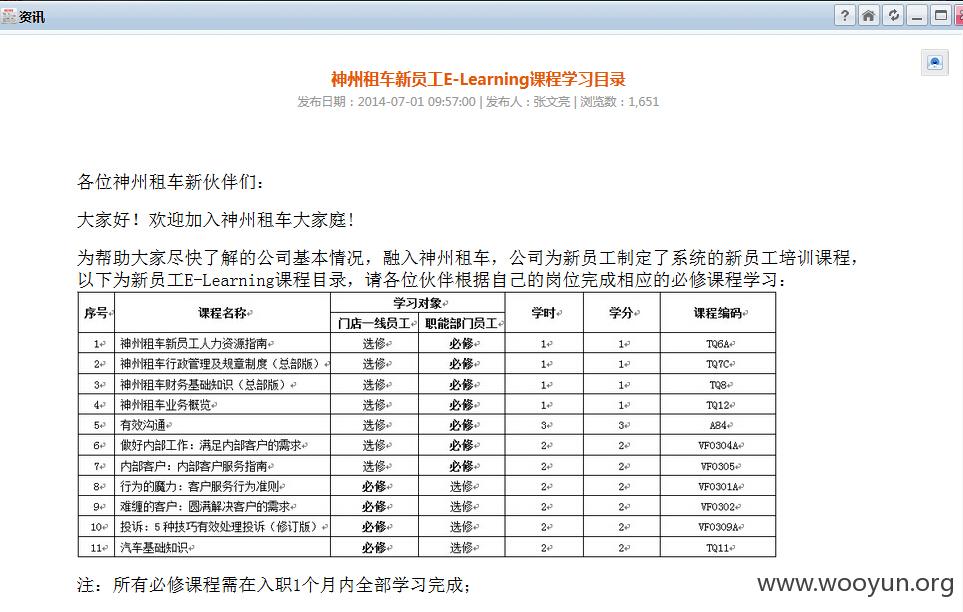 资讯
神州租车新员工E-Learning课程学习目录
发布日期：2014-07-01 09:57:00 | 发布人：张文亮 | 浏览数：1,651
各位神州租车新伙伴们：
大家好！欢迎加入神州租车大家庭！
为帮助大家尽快了解的公司基本情况，融入神州租车，公司为新员工制定了系统的新员工培训课程，
以下为新员工E-Learning课程目录，请各位伙伴根据自己的岗位完成相应的必修课程学习：
序号 课程名称 学习对象 学时 学分 课程编码
门店一线员工 职能部门员工
1 神州租车新员工人力资源指南 选修 必修 1 1 TQ6A
2 神州租车行政管理及规章制度（总部版） 选修 必修 1 1 TQ7C
3 神州租车财务基础知识（总部版） 选修 必修 1 1 TQ8
4 神州租车业务概览 选修 必修 1 1 TQ12
5 有效沟通 选修 必修 3 3 A84
6 做好内部工作：满足内部客户的需求 选修 必修 2 2 VF0304A
7 内部客户：内部客户服务指南 选修 必修 2 2 VF0305
8 行为的魔力：客户服务行为准则 必修 选修 2 2 VF0301A
9 难缠的客户：圆满解决客户的需求 必修 选修 2 2 VF0302
10 投诉：5种技巧有效处理投诉（修订版） 必修 选修 2 2 VF0309A
11 汽车基础知识 必修 选修 2 2 TQ11
注：所有必修课程需在入职1个月内全部学习完成；
www.wooyun.org